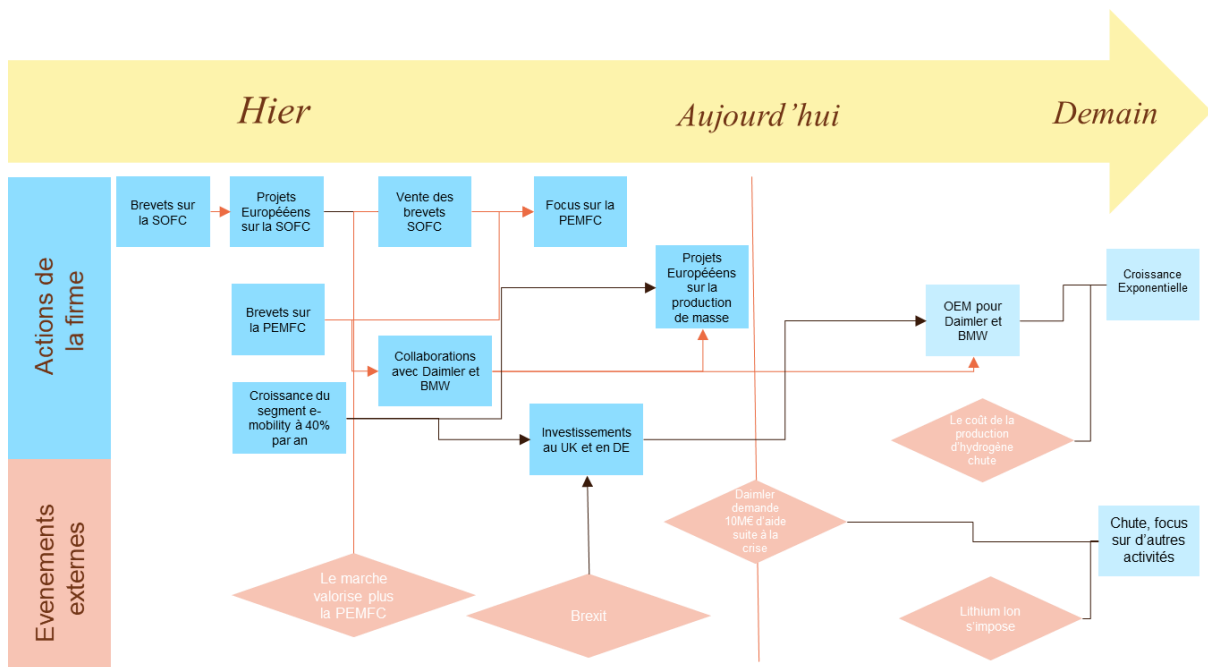 Hier
Aujourd'hui
Demain
Actions de
la firme
Brevets sur
la SOFC
Projets
Européeens
sur la SOFC
Vente des
brevets
SOFC
Focus sur la
PEMFC
Brevets sur
la PEMFC
Collaborations
avec Daimler et
BMW
Croissance du
segment e-
mobility à 40%
par an
Investissements
au UK et en DE
Projets
Européeens
sur la
production
de masse
OEM pour
Daimler et
BMW
Croissance
Exponentielle
Le coût de la
production
d'hydrogène
chute
Evenements
externes
Daimler
demande
10M€ d'aide
suite à la
crise
Chute, focus
sur d'autres
activités
Le marche
valorise plus
la PEMFC
Brexit
Lithium Ion
s'impose